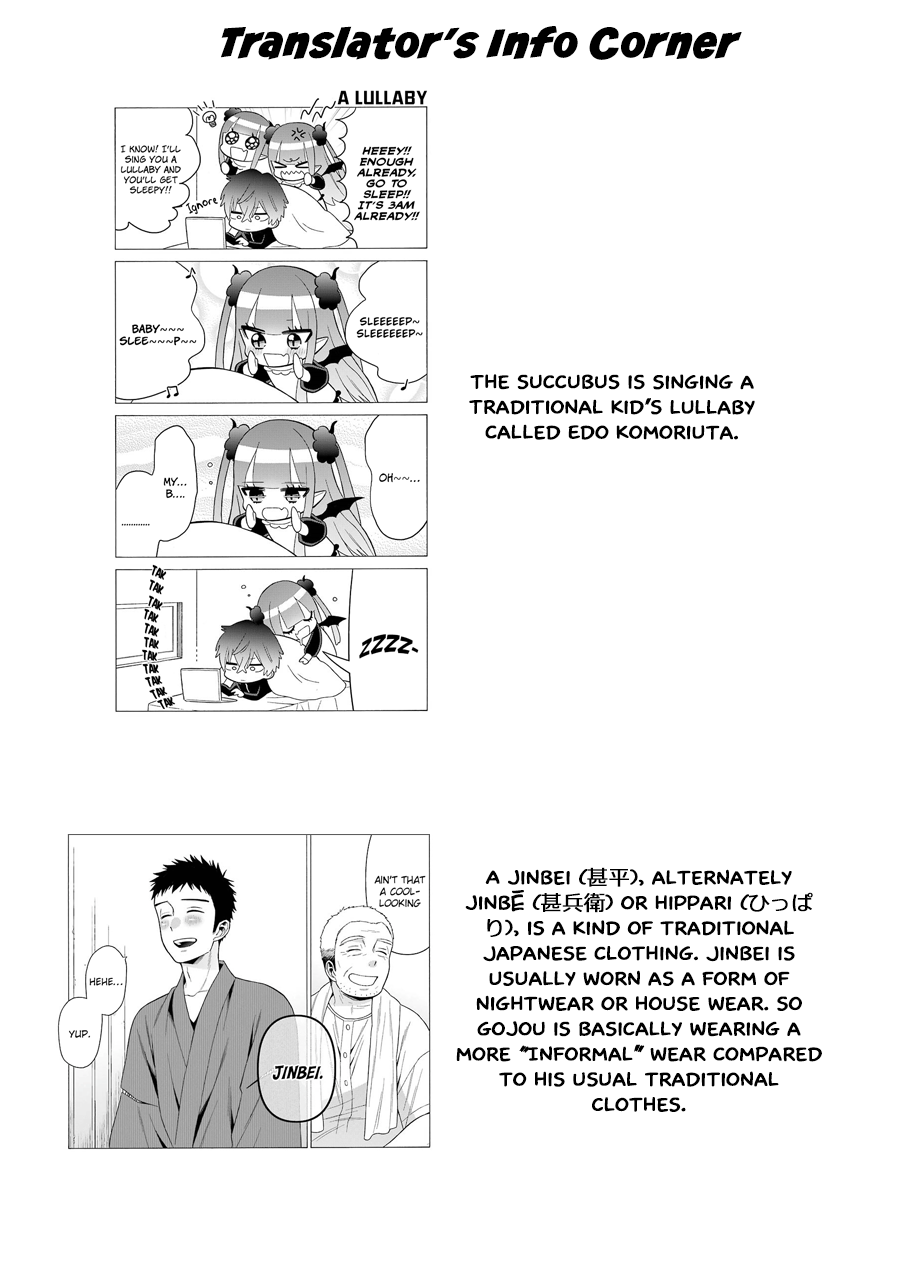 Translator's Info Corner
A LULLABY
HEEEY!!
ENOUGH
ALREADY,
GO TO
SLEEP!!
IT'S 3AM
ALREADY!!
I KNOW! I'LL
SING YOU A
LULLABY AND
YOU'LL GET
SLEEPY!!
Ignore
SLEEEEEP~
SLEEEEEEP~
BABY~~~
SLEE~~~P~~
OH~~...
MY...
B....
.............
ZZZZ-
TAK
TAK
TAK
TAK
TAK
TAK
TAK
TAK
TAK
TAK
TAK
THE SUCCUBUS IS SINGING A
TRADITIONAL KID'S LULLABY
CALLED EDO KOMORIUTA.
AIN'T THAT
A COOL-
LOOKING
JINBEI.
HEHE...
YUP.
A JINBEI (甚平), ALTERNATELY
JINBĒ (甚兵衛) OR HIPPARI (ひっぱ
り), IS A KIND OF TRADITIONAL
JAPANESE CLOTHING. JINBEI IS
USUALLY WORN AS A FORM OF
NIGHTWEAR OR HOUSE WEAR. SO
GOJOU IS BASICALLY WEARING A
MORE "INFORMAL" WEAR COMPARED
TO HIS USUAL TRADITIONAL
CLOTHES.